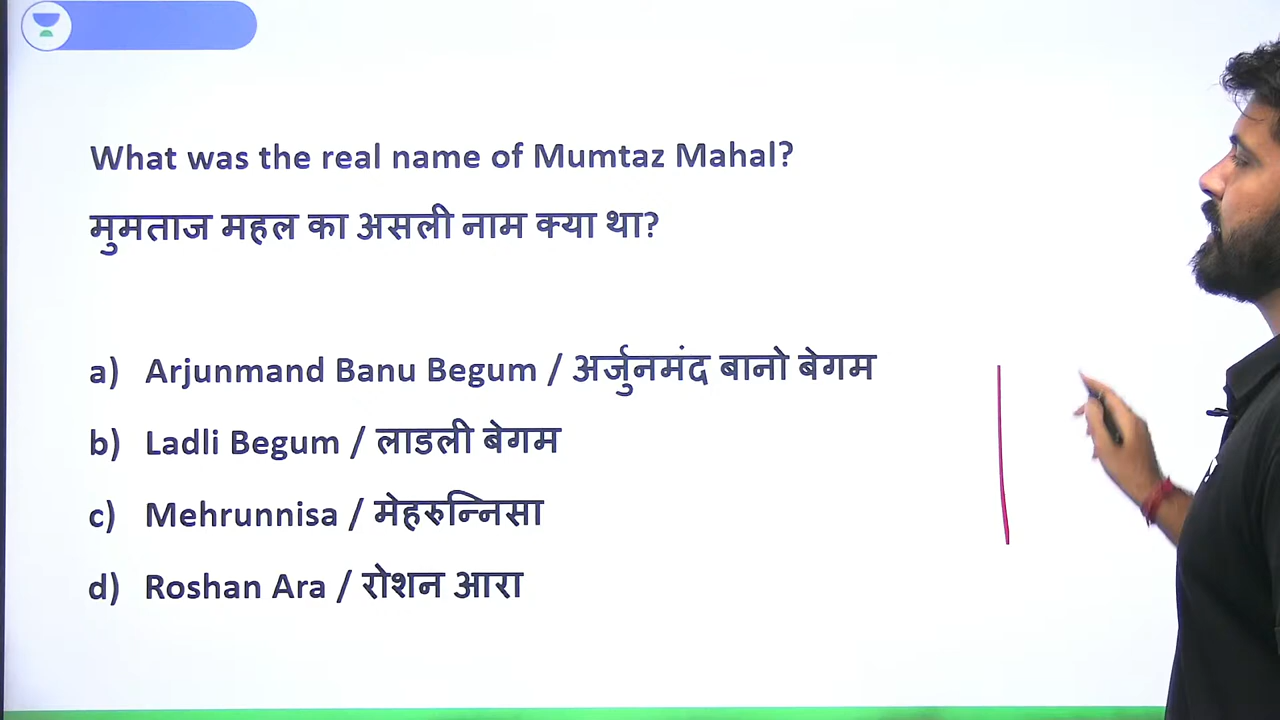 What was the real name of Mumtaz Mahal?
मुमताज महल का असली नाम क्या था?
a) Arjunmand Banu Begum / अर्जुनमंद बानो बेगम
b) Ladli Begum / लाडली बेगम
c) Mehrunnisa / मेहरुन्निसा
d) Roshan Ara / रोशन आरा